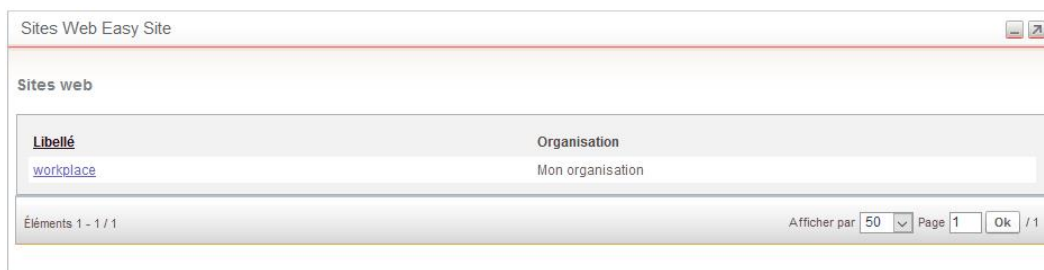 Sites Web Easy Site
Sites web
Libellé Organisation
workplace Mon organisation
Éléments 1 - 1 / 1 Afficher par 50 Page 1 Ok / 1